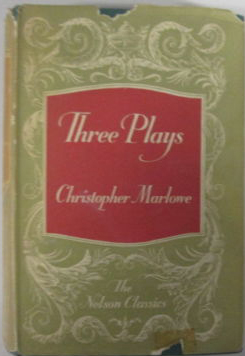 Three Plays
Christopher Marlowe
The
Nelson Classics